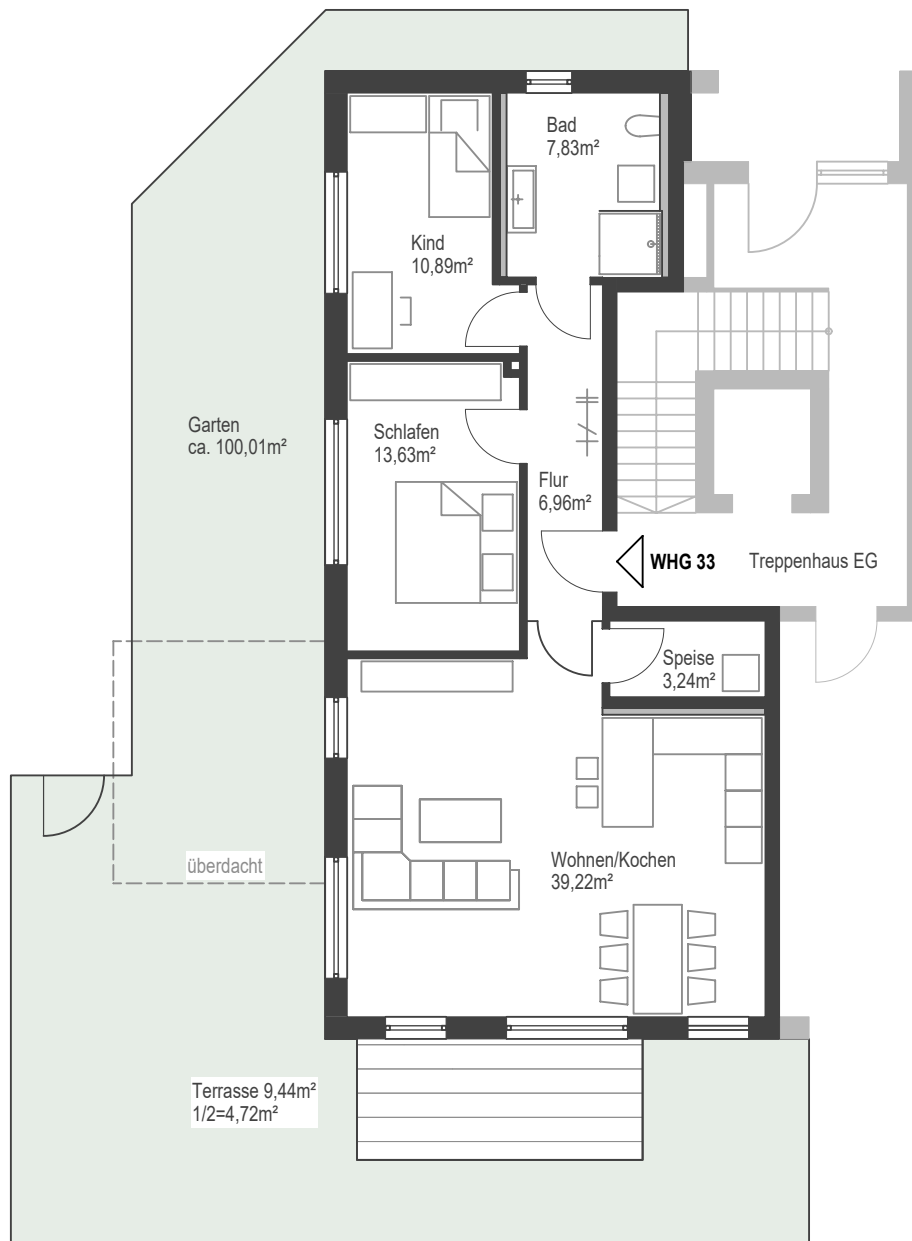 Bad
7,83m²
Kind
10,89m²
Garten
ca. 100,01m²
Schlafen
13,63m²
Flur
6,96m²
WHG 33
Treppenhaus EG
Speise
3,24m²
überdacht
Wohnen/Kochen
39,22m²
Terrasse 9,44m²
1/2=4,72m²